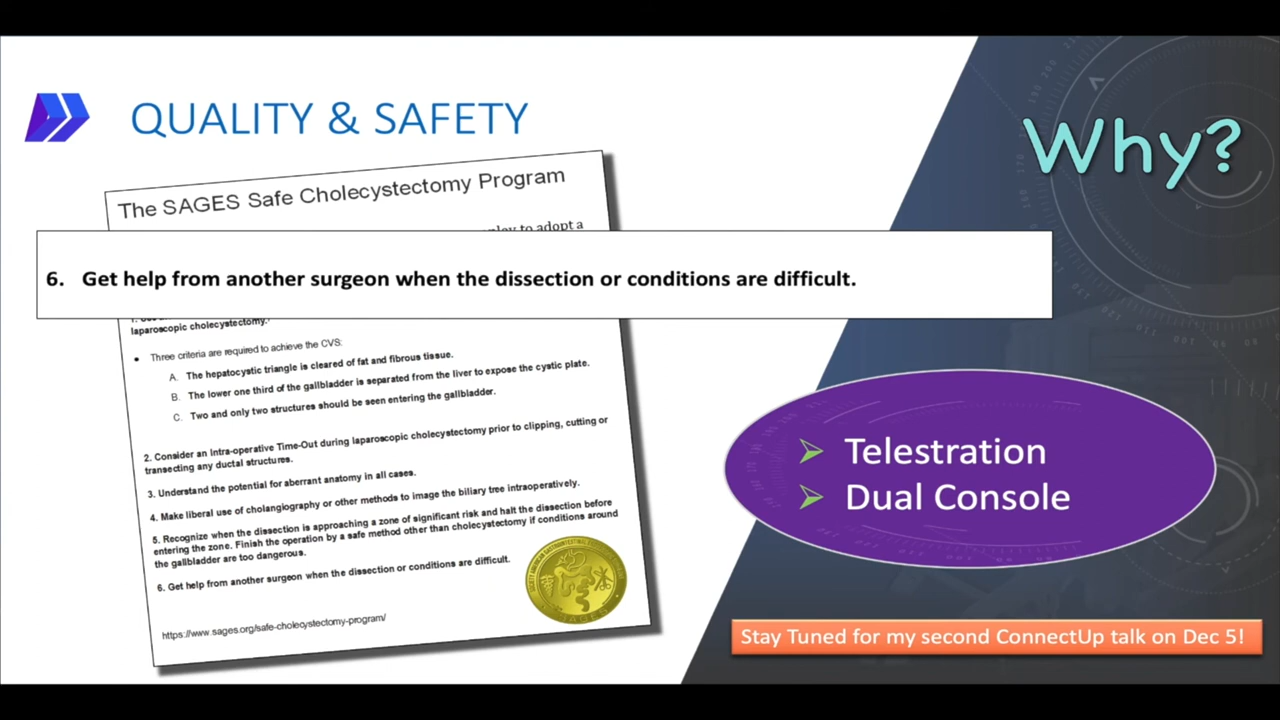 QUALITY & SAFETY
Why?
The SAGES Safe Cholecystectomy Program
to adopt a
6. Get help from another surgeon when the dissection or conditions are difficult.
laparoscopic cholecystectomy.
• Three criteria are required to achieve the CVS:
A. The hepatocystic triangle is cleared of fat and fibrous tissue.
B. The lower one third of the gallbladder is separated from the liver to expose the cystic plate.
C. Two and only two structures should be seen entering the gallbladder.
2. Consider an Intra-operative Time-Out during laparoscopic cholecystectomy prior to clipping, cutting or
transecting any ductal structures.
3. Understand the potential for aberrant anatomy in all cases.
4. Make liberal use of cholangiography or other methods to image the biliary tree intraoperatively.
5. Recognize when the dissection is approaching a zone of significant risk and halt the dissection before
entering the zone. Finish the operation by a safe method other than cholecystectomy if conditions around
the gallbladder are too dangerous.
6. Get help from another surgeon when the dissection or conditions are difficult.
https://www.sages.org/safe-cholecystectomy-program/
Telestration
Dual Console
Stay Tuned for my second ConnectUp talk on Dec 5!